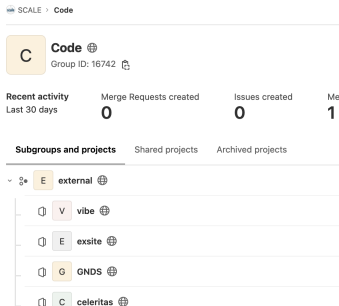 SCALE > Code
C
Code
Group ID: 16742
Recent activity
Last 30 days
Merge Requests created
0
Issues created
0
Me
1
Subgroups and projects
Shared projects
Archived projects
E external
V vibe
E exsite
G GNDS
C celeritas